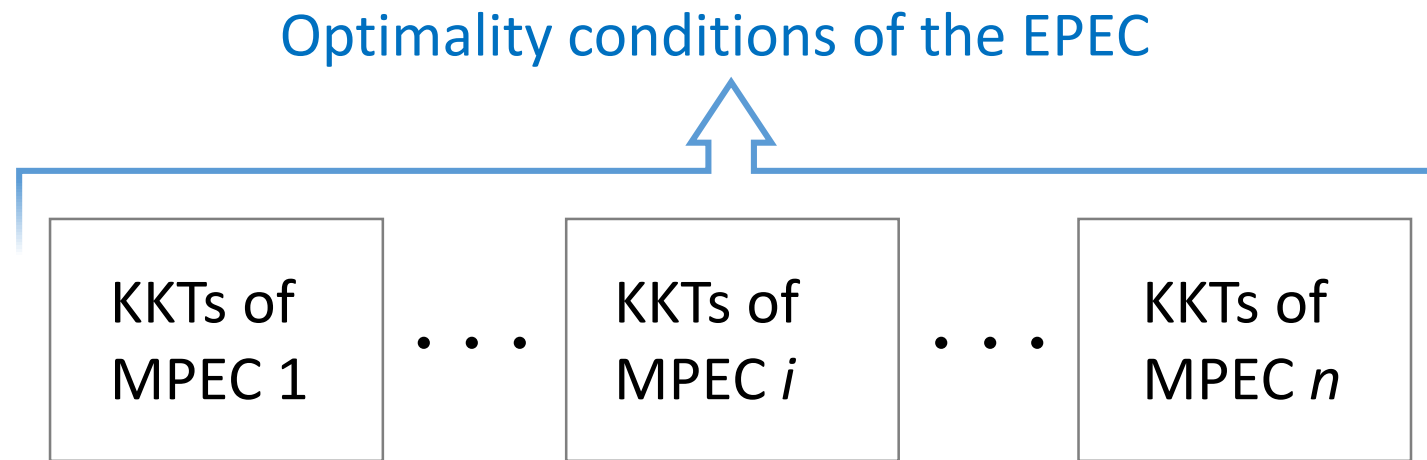 Optimality conditions of the EPEC
KKTs of
MPEC 1
. . .
KKTs of
MPEC i
. . .
KKTs of
MPEC n